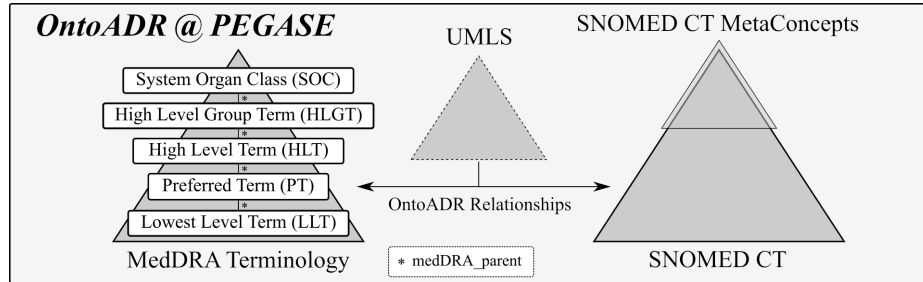 OntoADR @ PEGASE
System Organ Class (SOC)
*
High Level Group Term (HLGT)
*
High Level Term (HLT)
*
Preferred Term (PT)
*
Lowest Level Term (LLT)
MedDRA Terminology
UMLS
OntoADR Relationships
* medDRA_parent
SNOMED CT MetaConcepts
SNOMED CT